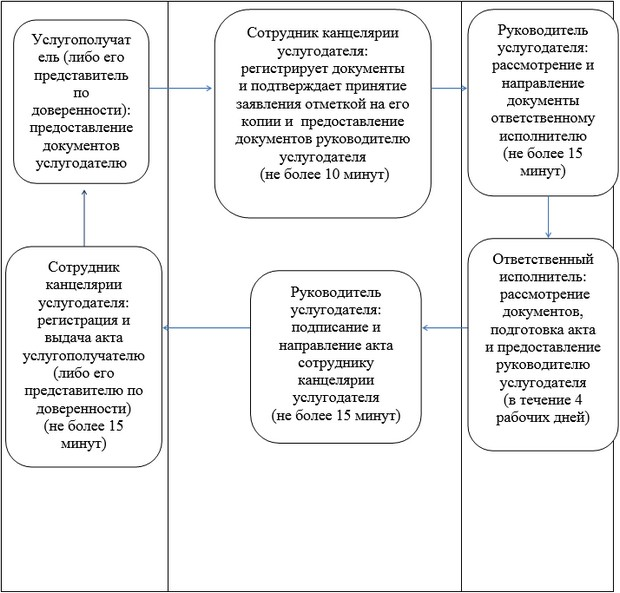 Услугополучат
ель (либо его
представитель
по
доверенности):
предоставление
документов
услугодателю
Сотрудник канцелярии
услугодателя:
регистрирует документы
и подтверждает принятие
заявления отметкой на его
копии и предоставление
документов руководителю
услугодателя
(не более 10 минут)
Руководитель
услугодателя:
рассмотрение и
направление
документы
ответственному
исполнителю
(не более 15
минут)
Ответственный
исполнитель:
рассмотрение
документов,
подготовка акта
и предоставление
руководителю
услугодателя
(в течение 4
рабочих дней)
Руководитель
услугодателя:
подписание и
направление акта
сотруднику
канцелярии
услугодателя
(не более 15 минут)
Сотрудник
канцелярии
услугодателя:
регистрация и
выдача акта
услугополучателю
(либо его
представителю по
доверенности)
(не более 15
минут)